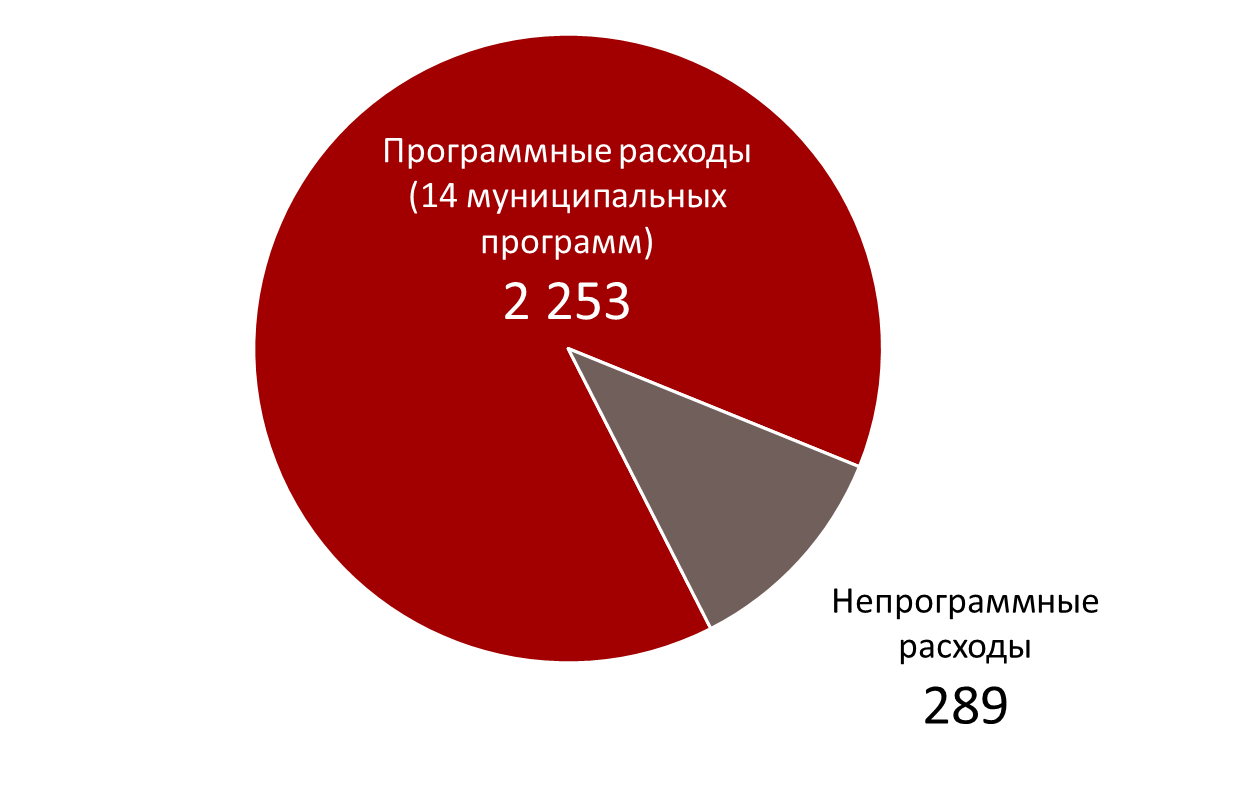 Программные расходы
(14 муниципальных
программ)
2 253
Непрограммные
расходы
289